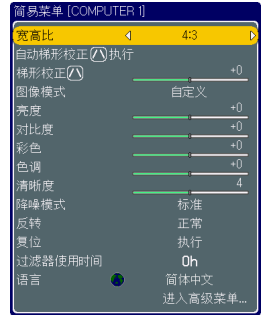 简易菜单 [COMPUTER 1]
宽高比 4:3
自动梯形校正 执行
梯形校正 +0
图像模式 自定义
亮度 +0
对比度 +0
彩色 +0
色调 +0
清晰度 4
降噪模式 标准
反转 正常
复位 执行
过滤器使用时间 0h
语言 简体中文
进入高级菜单...